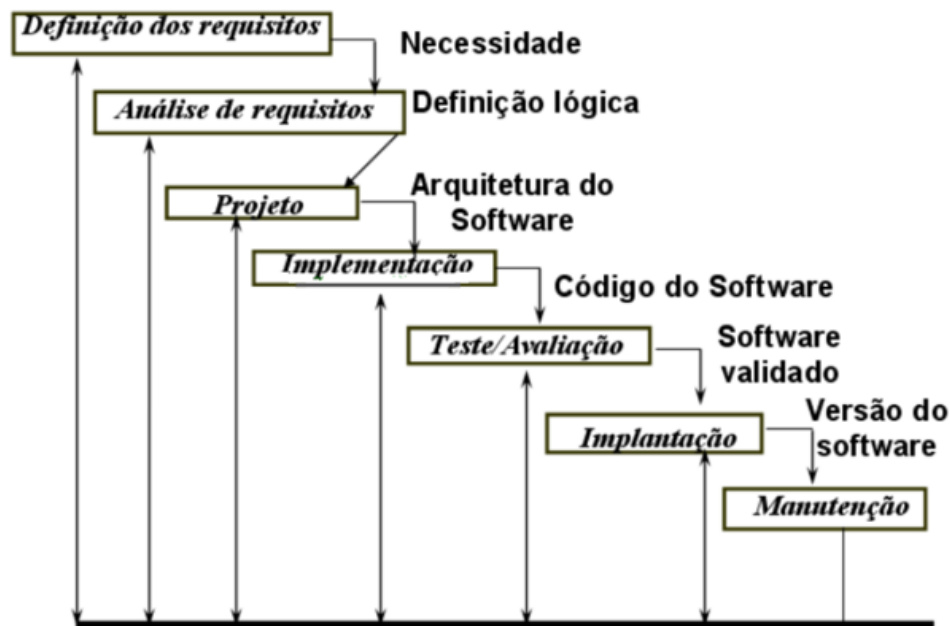 Definição dos requisitos
Necessidade
Análise de requisitos
Definição lógica
Projeto
Arquitetura do
Software
Implementação
Código do Software
Teste/Avaliação
Software
validado
Implantação
Versão do
software
Manutenção